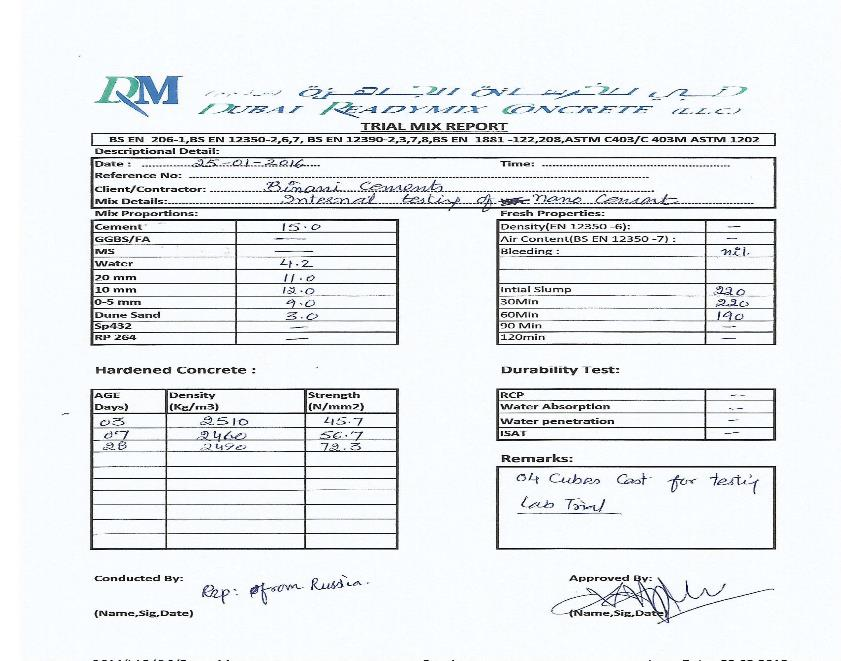 DRM
دبي للخرسانة الجاهزة
DUBAI READYMIX CONCRETE (LLC)
TRIAL MIX REPORT
BS EN 206-1,BS EN 12350-2,6,7, BS EN 12390-2,3,7,8,BS EN 1881 -122,208,ASTM C403/C 403M ASTM 1202
Descriptional Detail:
Date : 25-01-2016 Time:
Reference No:
Client/Contractor: Binani Cements
Mix Details: Internal testing of nano Cement
Mix Proportions: Fresh Properties:
Cement 15.0 Density(EN 12350 -6): —
GGBS/FA — Air Content(BS EN 12350 -7) : —
MS — Bleeding : nil.
Water 4.2
20 mm 11.0
10 mm 12.0 Intial Slump 220
0-5 mm 9.0 30Min 220
Dune Sand 3.0 60Min 190
Sp432 — 90 Min —
RP 264 — 120min —
Hardened Concrete : Durability Test:
AGE Days) Density (Kg/m3) Strength (N/mm2)
03 2510 45.7
07 2460 56.7
28 2490 72.3
RCP --
Water Absorption --
Water penetration –
ISAT --
Remarks:
04 Cubes Cast for testing
Lab Trial
Conducted By: Rep: from Russia. Approved By:
(Name,Sig,Date) (Name,Sig,Date)